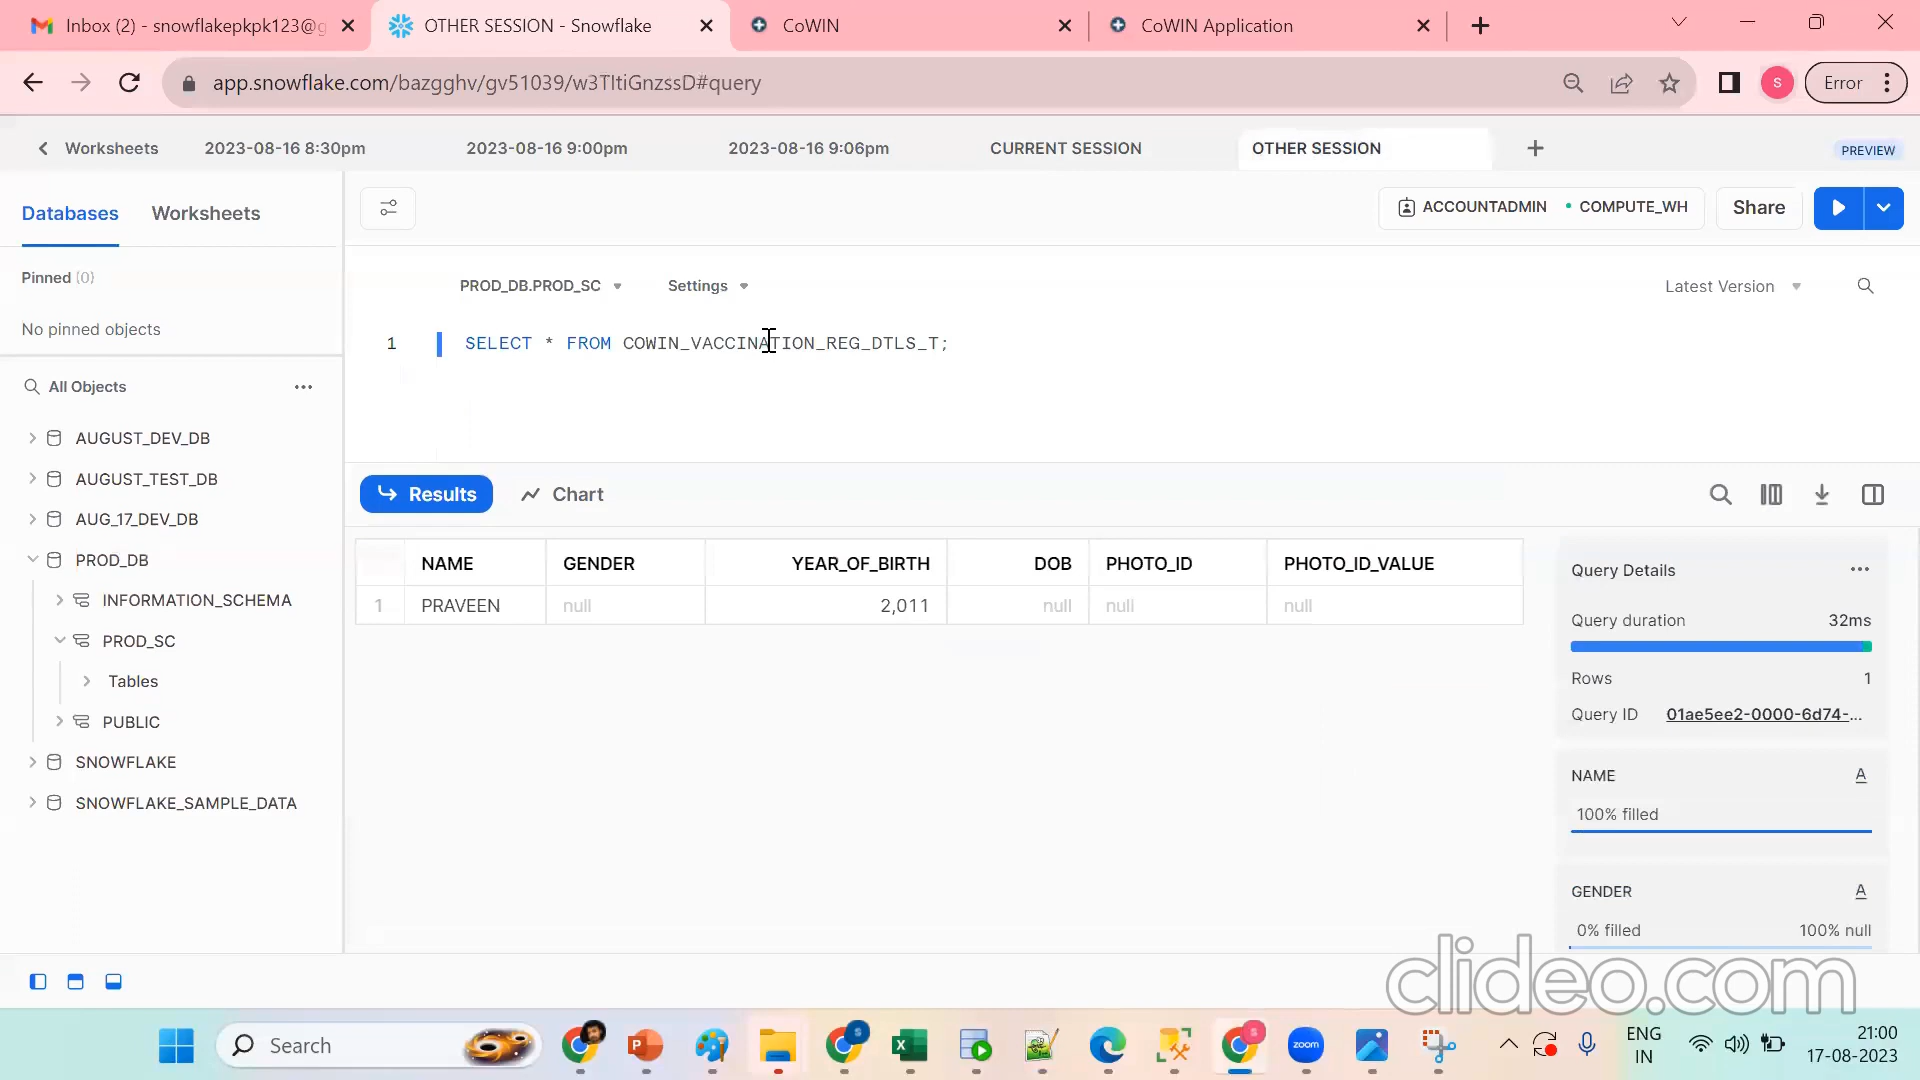 Inbox (2) - snowflakepkpk123@g
OTHER SESSION - Snowflake
CoWIN
CoWIN Application
app.snowflake.com/bazgghv/gv51039/w3TItiGnzssD#query
S
Error
Worksheets
2023-08-16 8:30pm
2023-08-16 9:00pm
2023-08-16 9:06pm
CURRENT SESSION
OTHER SESSION
PREVIEW
Databases
Worksheets
ACCOUNTADMIN
COMPUTE_WH
Share
Pinned (0)
No pinned objects
PROD_DB.PROD_SC
Settings
Latest Version
1
SELECT * FROM COWIN_VACCINATION_REG_DTLS_T;
All Objects
AUGUST_DEV_DB
AUGUST_TEST_DB
AUG_17_DEV_DB
PROD_DB
INFORMATION_SCHEMA
PROD_SC
Tables
PUBLIC
SNOWFLAKE
SNOWFLAKE_SAMPLE_DATA
Results
Chart
NAME GENDER YEAR_OF_BIRTH DOB PHOTO_ID PHOTO_ID_VALUE
1 PRAVEEN null 2,011 null null null
Query Details
Query duration 32ms
Rows 1
Query ID 01ae5ee2-0000-6d74-...
NAME A
100% filled
GENDER A
0% filled 100% null
clideo.com
Search
P
S
X
S
zoom
ENG
IN
21:00
17-08-2023